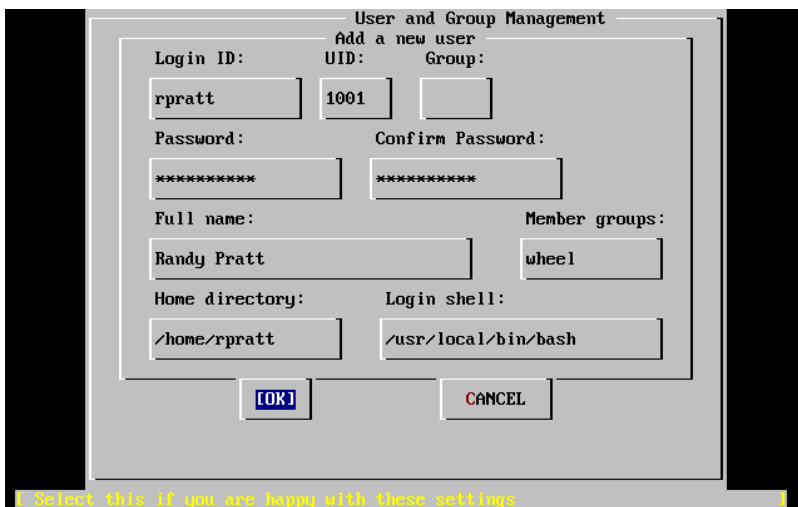 User and Group Management
Add a new user
Login ID: UID: Group:
rpratt 1001
Password: Confirm Password:
********** **********
Full name: Member groups:
Randy Pratt wheel
Home directory: Login shell:
/home/rpratt /usr/local/bin/bash
[OK] CANCEL
[ Select this if you are happy with these settings ]